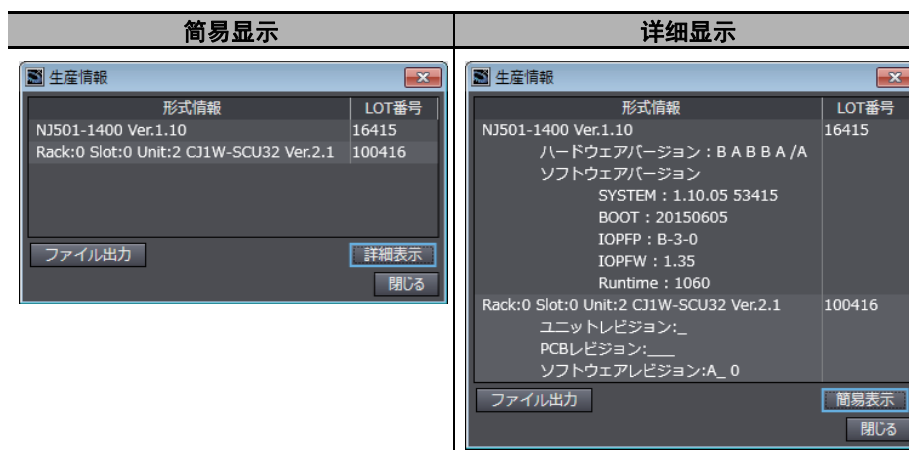 简易显示
详细显示
生産情報
形式情報 LOT番号
NJ501-1400 Ver.1.10 16415
Rack:0 Slot:0 Unit:2 CJ1W-SCU32 Ver.2.1 100416
ファイル出力 詳細表示
閉じる
生産情報
形式情報 LOT番号
NJ501-1400 Ver.1.10 16415
ハードウェアバージョン：B A B B A /A
ソフトウェアバージョン
SYSTEM：1.10.05 53415
BOOT：20150605
IOPFP：B-3-0
IOPFW：1.35
Runtime：1060
Rack:0 Slot:0 Unit:2 CJ1W-SCU32 Ver.2.1 100416
ユニットレビジョン:_
PCBレビジョン:___
ソフトウェアレビジョン:A_ 0
ファイル出力 簡易表示
閉じる